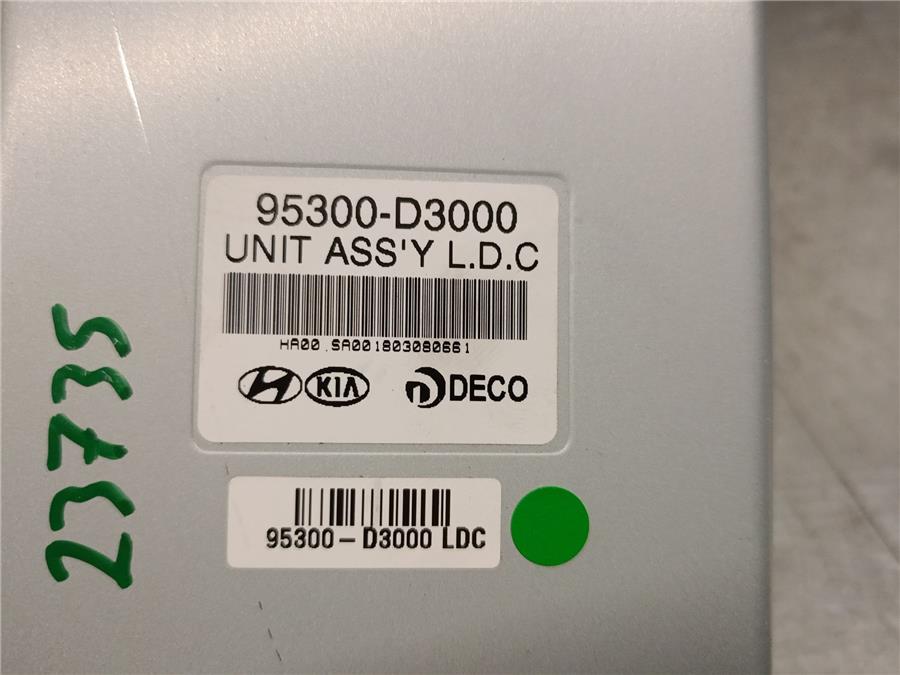 95300-D3000
UNIT ASS'Y L.D.C
HA00 SA001803080661
H KIA DECO
95300-D3000 LDC
23735